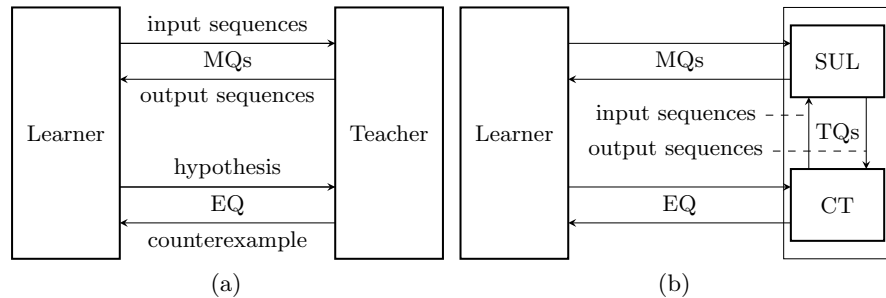 input sequences
MQs
output sequences
Learner
Teacher
hypothesis
EQ
counterexample
(a)
MQs
SUL
Learner
input sequences
TQs
output sequences
EQ
CT
(b)